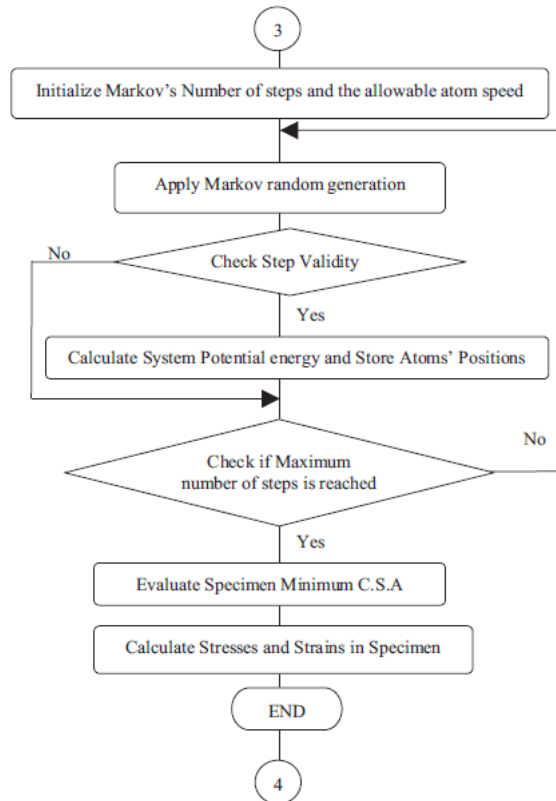 3
Initialize Markov's Number of steps and the allowable atom speed
Apply Markov random generation
No
Check Step Validity
Yes
Calculate System Potential energy and Store Atoms' Positions
No
Check if Maximum
number of steps is reached
Yes
Evaluate Specimen Minimum C.S.A
Calculate Stresses and Strains in Specimen
END
4